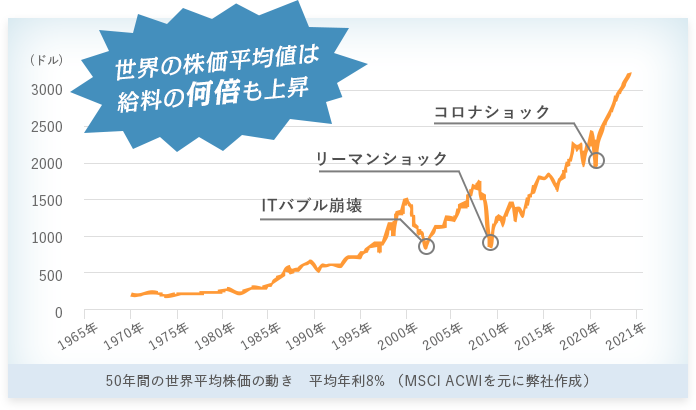 世界の株価平均値は
給料の何倍も上昇
(ドル)
3000
2500
2000
1500
1000
500
0
コロナショック
リーマンショック
ITバブル崩壊
1965年 1970年 1975年 1980年 1985年 1990年 1995年 2000年 2005年 2010年 2015年 2020年 2021年
50年間の世界平均株価の動き 平均年利8% (MSCI ACWIを元に弊社作成)